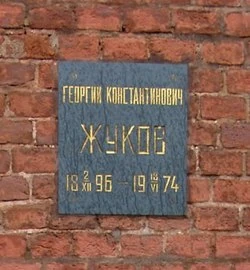 ГЕОРГИЙ КОНСТАНТИНОВИЧ
ЖУКОВ
18 2/XII 96 — 19 18/VI 74